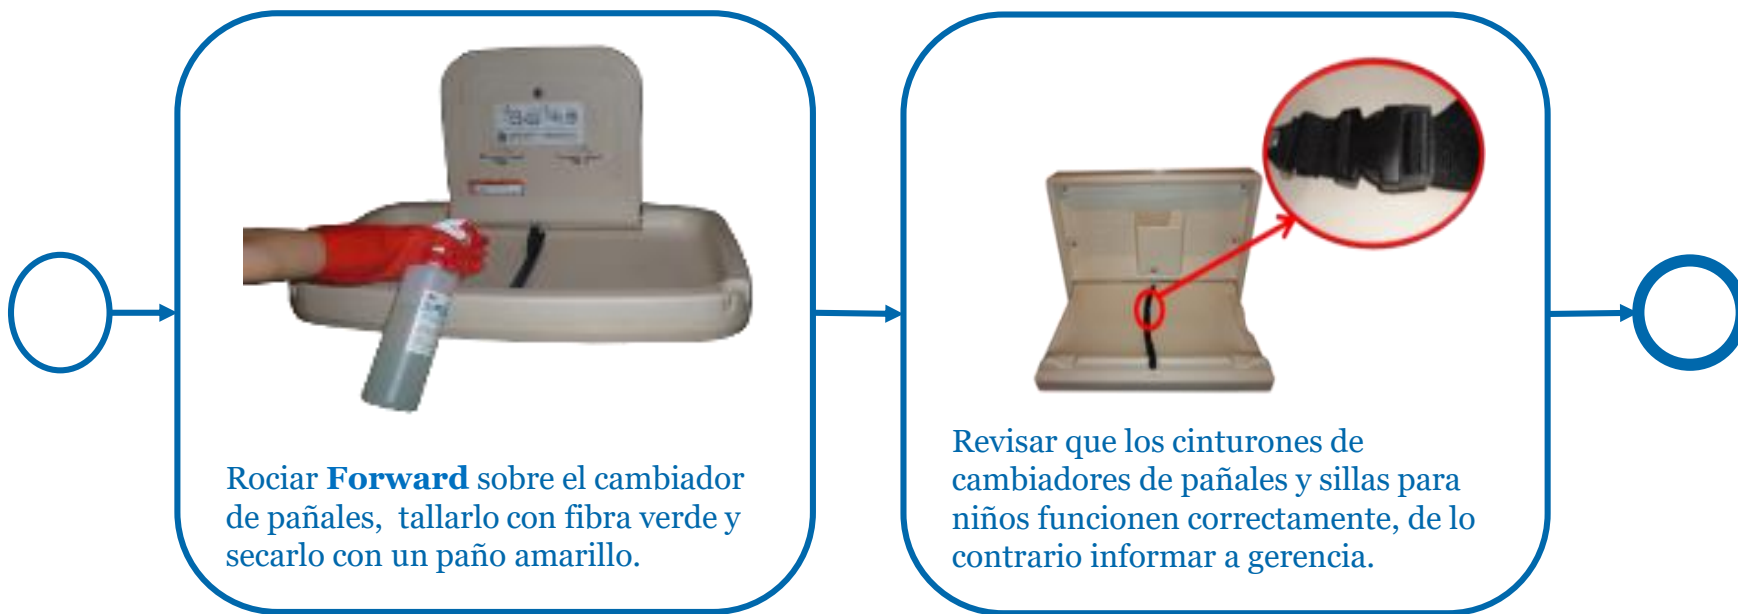 Rociar Forward sobre el cambiador
de pañales, tallarlo con fibra verde y
secarlo con un paño amarillo.
Revisar que los cinturones de
cambiadores de pañales y sillas para
niños funcionen correctamente, de lo
contrario informar a gerencia.